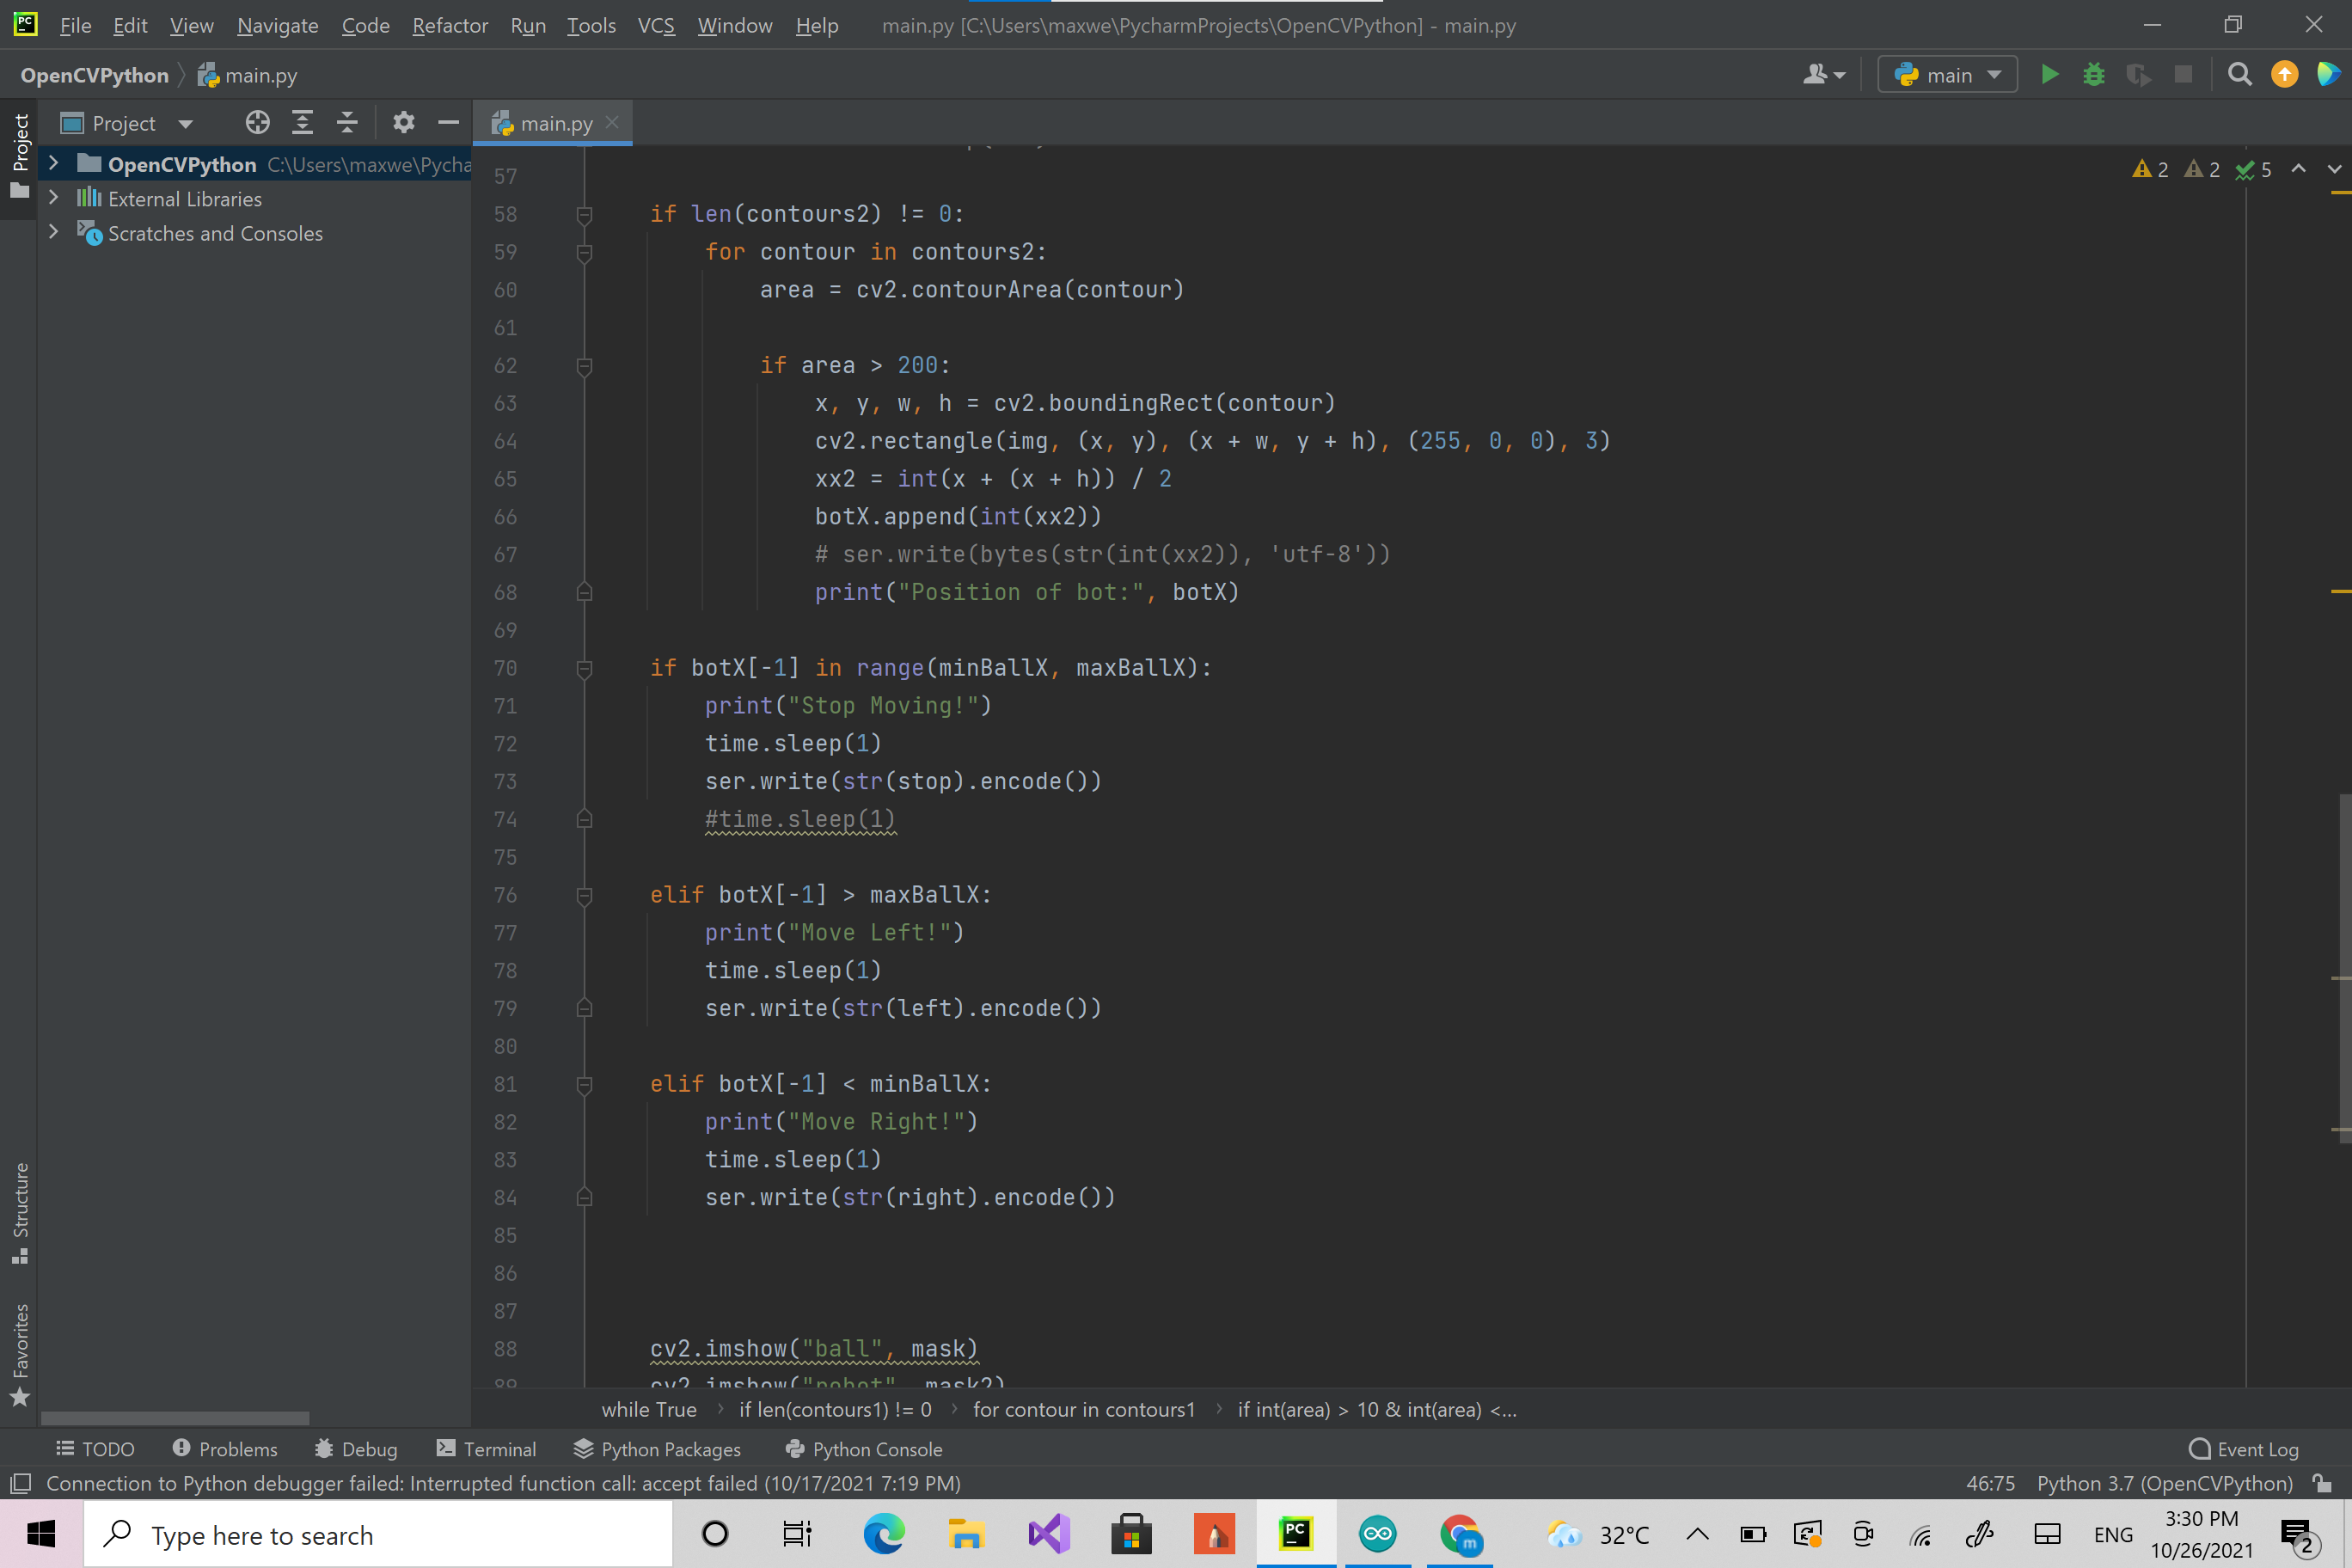 File Edit View Navigate Code Refactor Run Tools VCS Window Help main.py [C:\Users\maxwe\PycharmProjects\OpenCVPython] - main.py
OpenCVPython main.py main
Project
Project main.py
OpenCVPython C:\Users\maxwe\Pycha
External Libraries
Scratches and Consoles
2 2 5
57
58 if len(contours2) != 0:
59 for contour in contours2:
60 area = cv2.contourArea(contour)
61
62 if area > 200:
63 x, y, w, h = cv2.boundingRect(contour)
64 cv2.rectangle(img, (x, y), (x + w, y + h), (255, 0, 0), 3)
65 xx2 = int(x + (x + h)) / 2
66 botX.append(int(xx2))
67 # ser.write(bytes(str(int(xx2)), 'utf-8'))
68 print("Position of bot:", botX)
69
70 if botX[-1] in range(minBallX, maxBallX):
71 print("Stop Moving!")
72 time.sleep(1)
73 ser.write(str(stop).encode())
74 #time.sleep(1)
75
76 elif botX[-1] > maxBallX:
77 print("Move Left!")
78 time.sleep(1)
79 ser.write(str(left).encode())
80
81 elif botX[-1] < minBallX:
82 print("Move Right!")
83 time.sleep(1)
84 ser.write(str(right).encode())
85
86
87
88 cv2.imshow("ball", mask)
89 cv2.imshow("robot", mask2)
Structure
Favorites
while True > if len(contours1) != 0 > for contour in contours1 > if int(area) > 10 & int(area) <...
TODO Problems Debug Terminal Python Packages Python Console Event Log
Connection to Python debugger failed: Interrupted function call: accept failed (10/17/2021 7:19 PM) 46:75 Python 3.7 (OpenCVPython)
Type here to search 32°C ENG 3:30 PM
10/26/2021 2